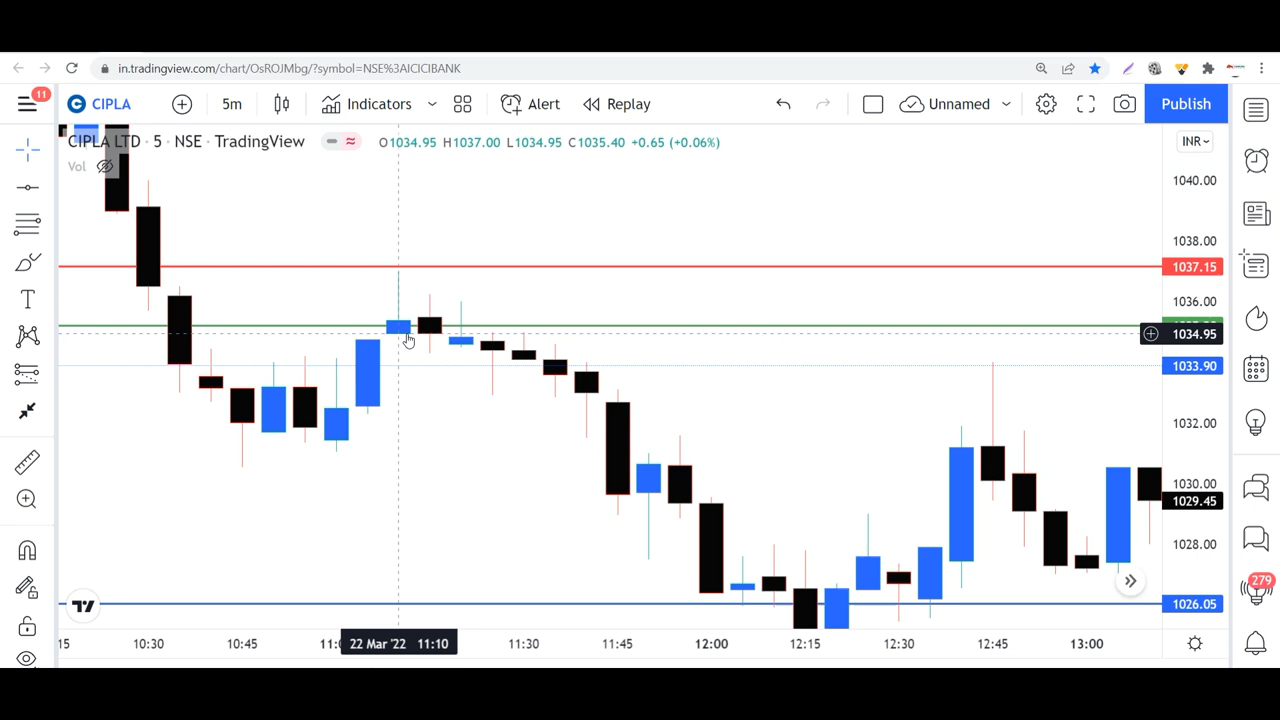 in.tradingview.com/chart/OsROJMbg/?symbol=NSE%3AICICIBANK
11
CIPLA
5m
Indicators
Alert
Replay
Unnamed
Publish
CIPLA LTD · 5 · NSE · TradingView
O1034.95 H1037.00 L1034.95 C1035.40 +0.65 (+0.06%)
INR
Vol
1040.00
1038.00
1037.15
1036.00
1034.95
1033.90
1032.00
1030.00
1029.45
1028.00
279
1026.05
15 10:30 10:45 11:0 22 Mar '22 11:10 11:30 11:45 12:00 12:15 12:30 12:45 13:00